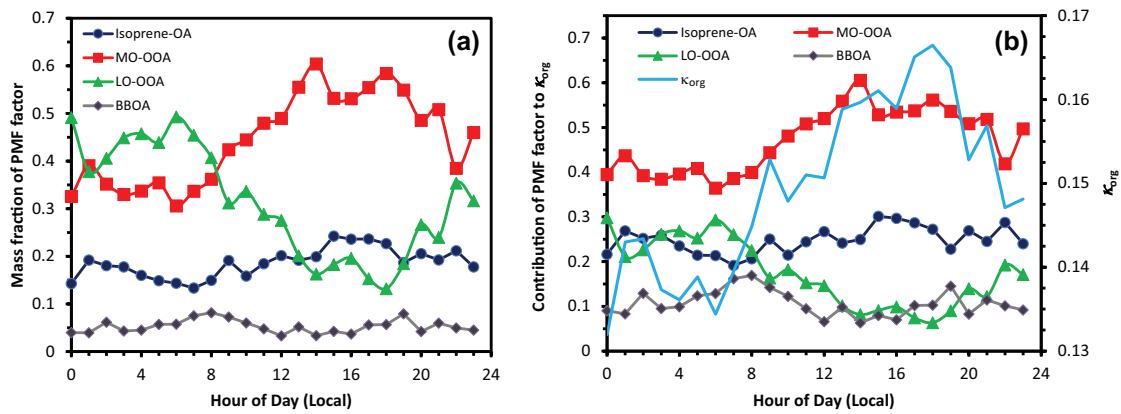 (a)
Isoprene-OA
MO-OOA
LO-OOA
BBOA
Mass fraction of PMF factor
0.7
0.6
0.5
0.4
0.3
0.2
0.1
0
0 4 8 12 16 20 24
Hour of Day (Local)
(b)
Isoprene-OA MO-OOA
LO-OOA BBOA
κorg
Contribution of PMF factor to κorg
0.7
0.6
0.5
0.4
0.3
0.2
0.1
0
0.17
0.16
0.15
0.14
0.13
κorg
0 4 8 12 16 20 24
Hour of Day (Local)